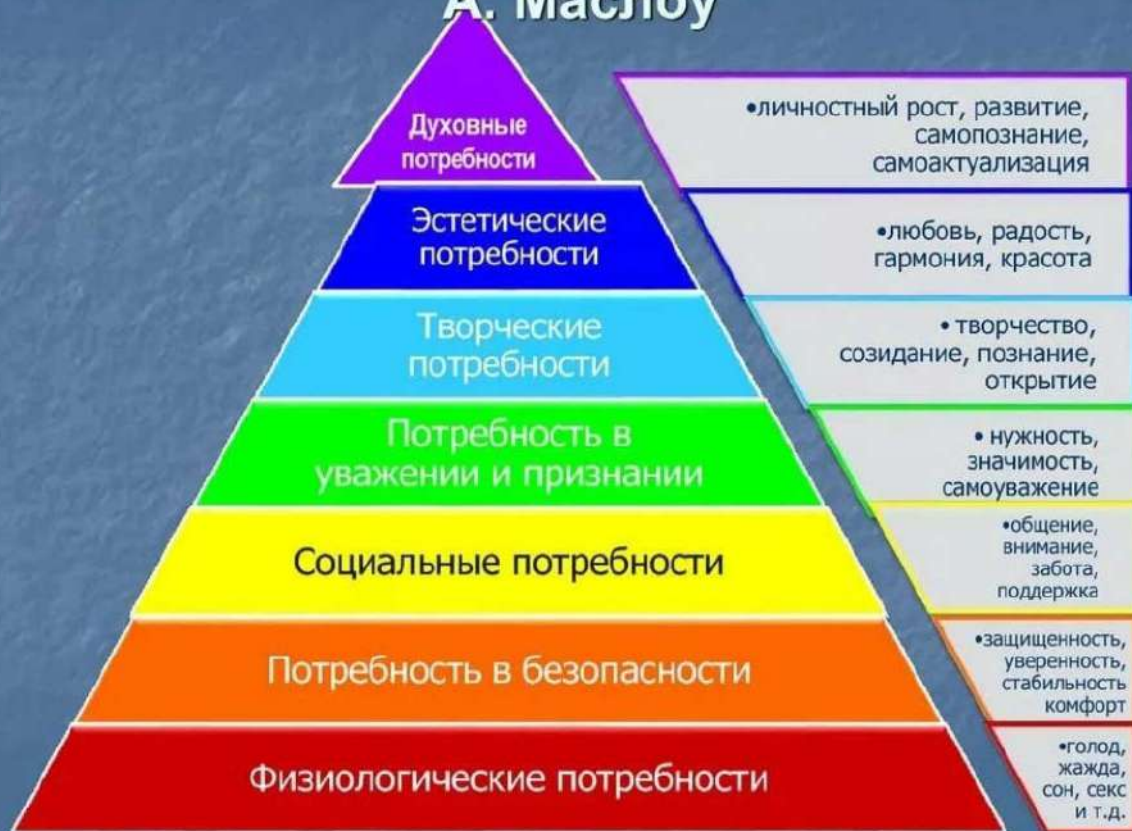 А. Маслоу
Духовные
потребности
•личностный рост, развитие,
самопознание,
самоактуализация
Эстетические
потребности
•любовь, радость,
гармония, красота
Творческие
потребности
• творчество,
созидание, познание,
открытие
Потребность в
уважении и признании
• нужность,
значимость,
самоуважение
Социальные потребности
•общение,
внимание,
забота,
поддержка
Потребность в безопасности
•защищенность,
уверенность,
стабильность
комфорт
Физиологические потребности
•голод,
жажда,
сон, секс
и т.д.